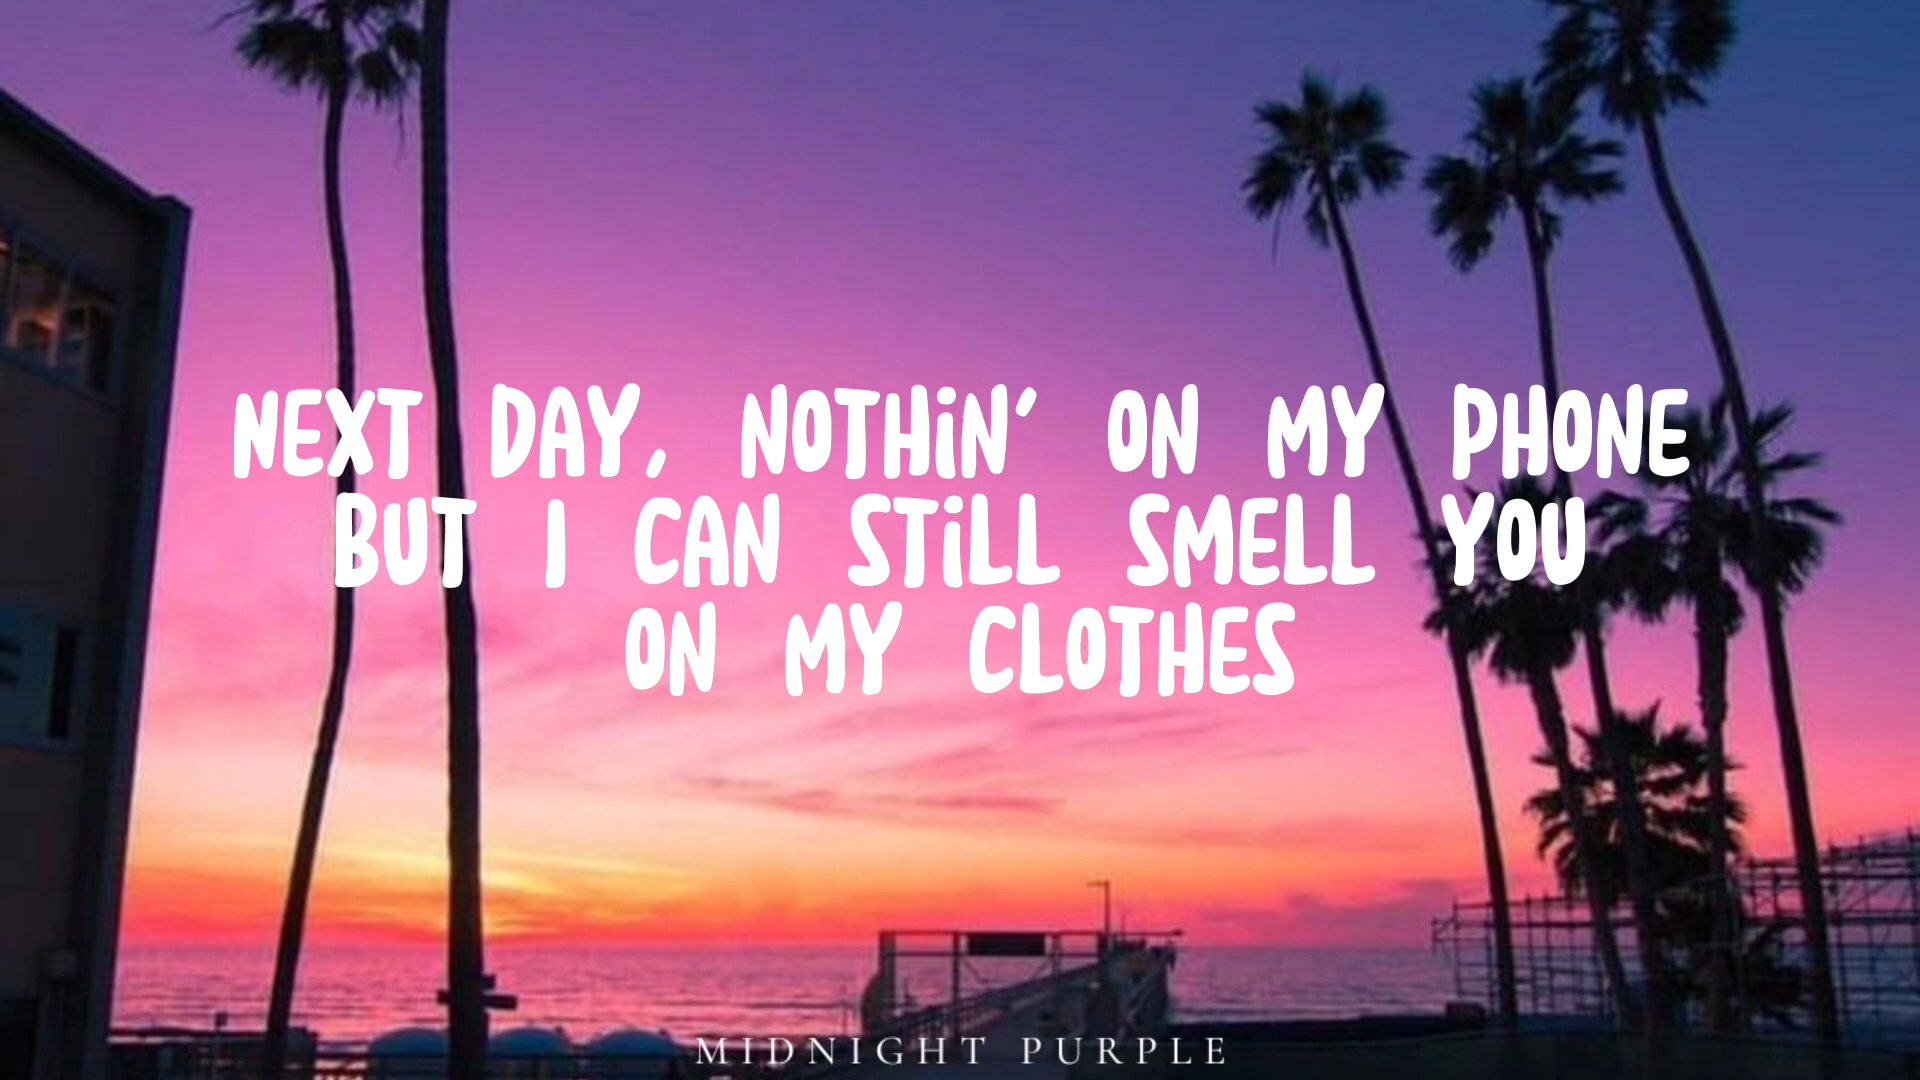 NEXT DAY, NOTHiN' ON MY PHONE
BUT I CAN STiLL SMELL YOU
ON MY CLOTHES
MIDNIGHT PURPLE